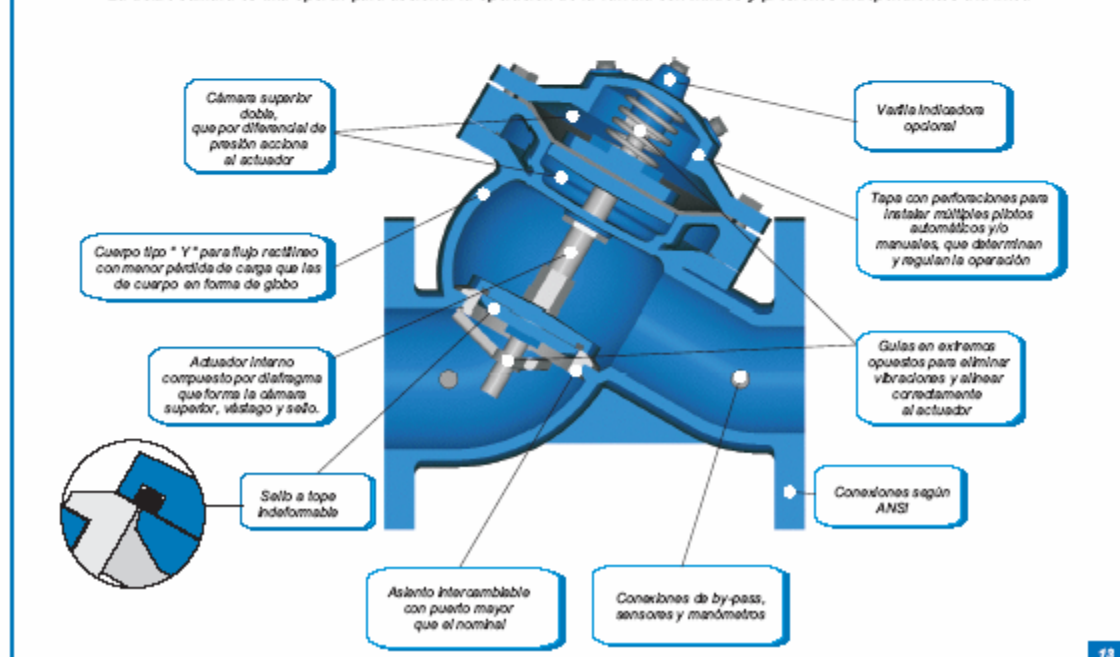 Cámara superior
doble,
que por diferencial de
presión acciona
al actuador
Varilla indicadora
opcional
Cuerpo tipo " Y " para flujo rectilíneo
con menor pérdida de carga que las
de cuerpo en forma de globo
Tapa con perforaciones para
instalar múltiples pilotos
automáticos y/o
manuales, que determinan
y regulan la operación
Actuador interno
compuesto por diafragma
que forma la cámara
superior, vástago y sello.
Guías en extremos
opuestos para eliminar
vibraciones y alinear
correctamente
al actuador
Sello a tope
indeformable
Conexiones según
ANSI
Asiento intercambiable
con puerto mayor
que el nominal
Conexiones de by-pass,
sensores y manómetros
13